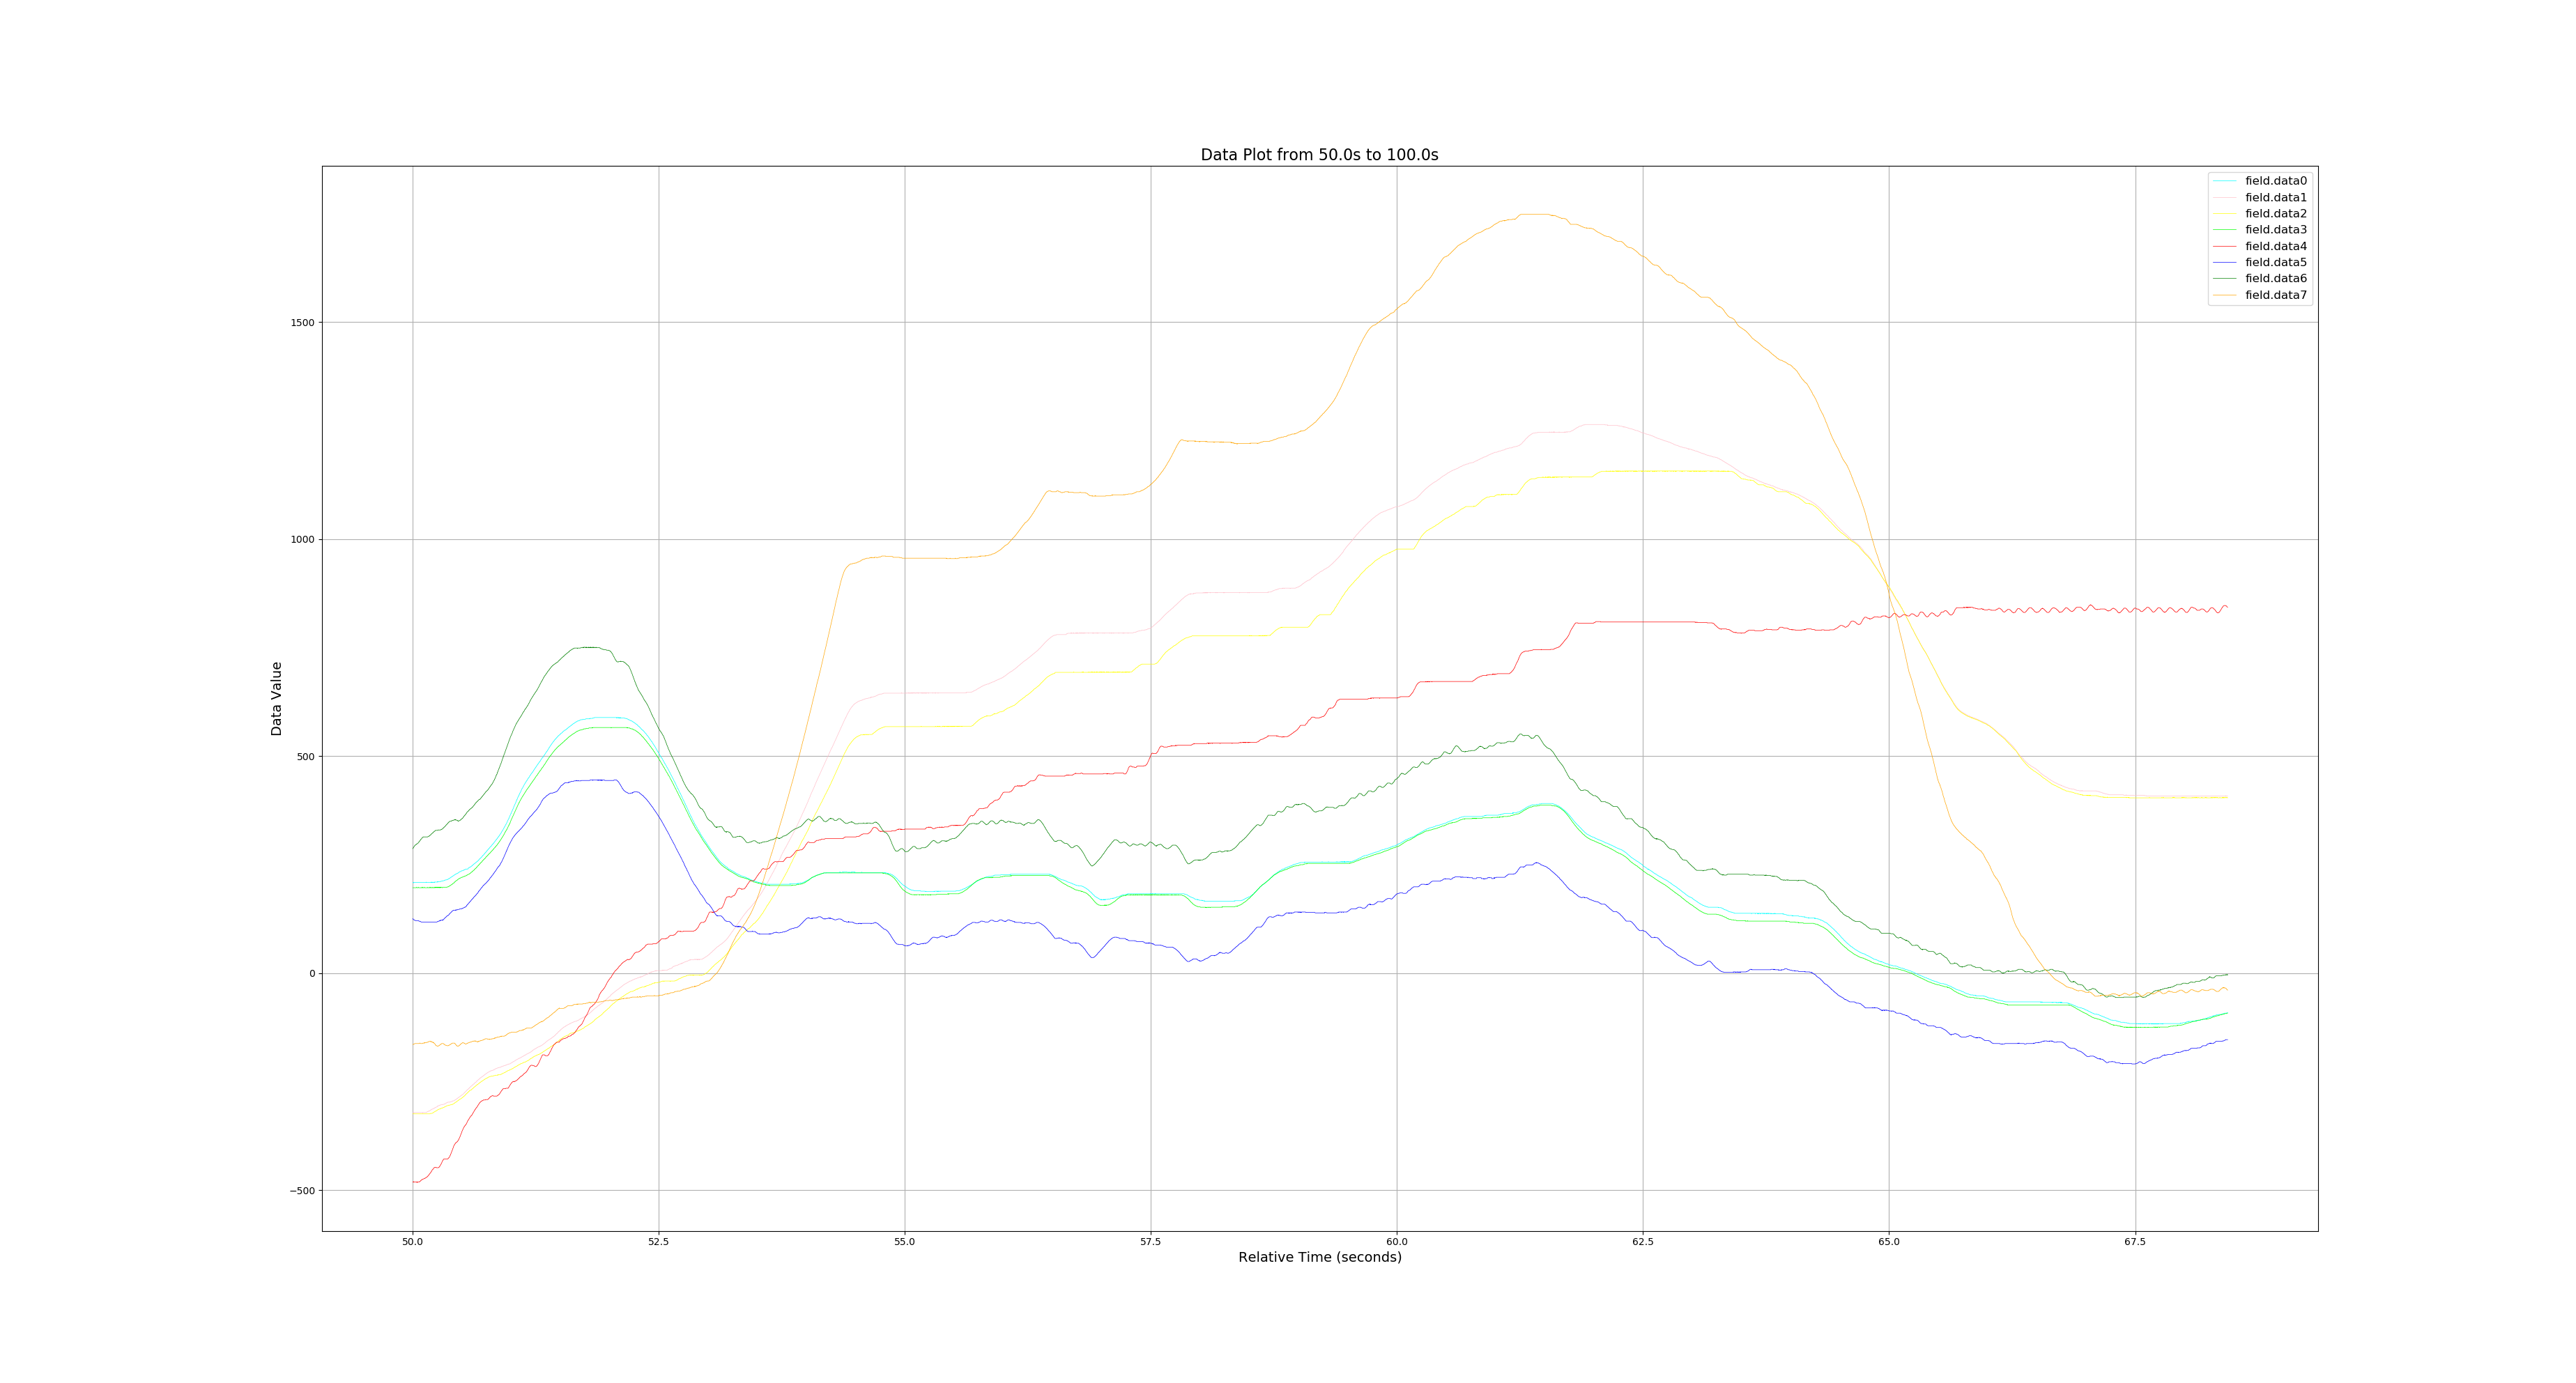 Data Plot from 50.0s to 100.0s
field.data0
field.data1
field.data2
field.data3
field.data4
field.data5
field.data6
field.data7
Data Value
1500
1000
500
0
−500
50.0 52.5 55.0 57.5 60.0 62.5 65.0 67.5
Relative Time (seconds)